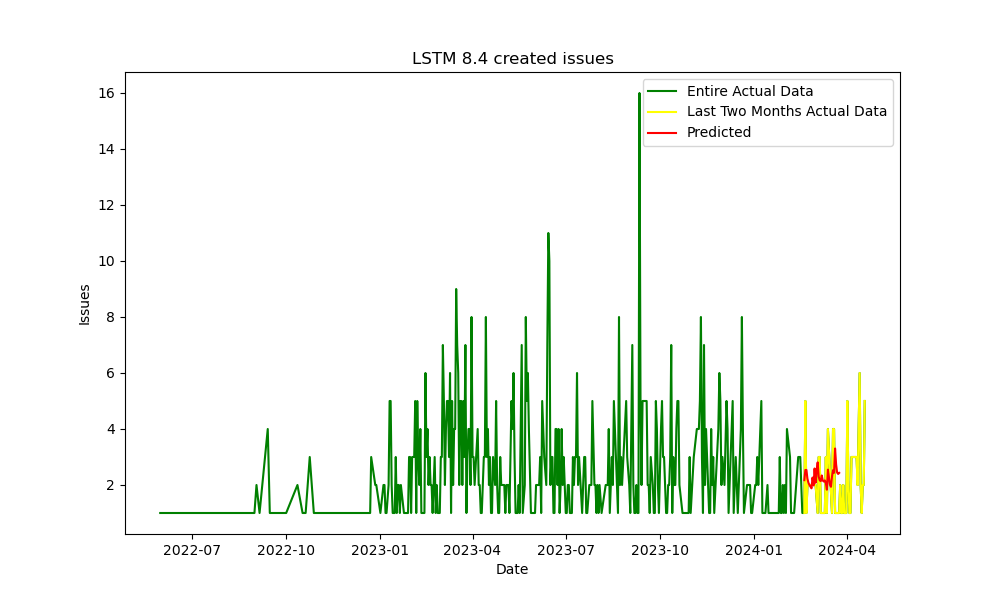 LSTM 8.4 created issues
Entire Actual Data
Last Two Months Actual Data
Predicted
Issues
16
14
12
10
8
6
4
2
2022-07 2022-10 2023-01 2023-04 2023-07 2023-10 2024-01 2024-04
Date